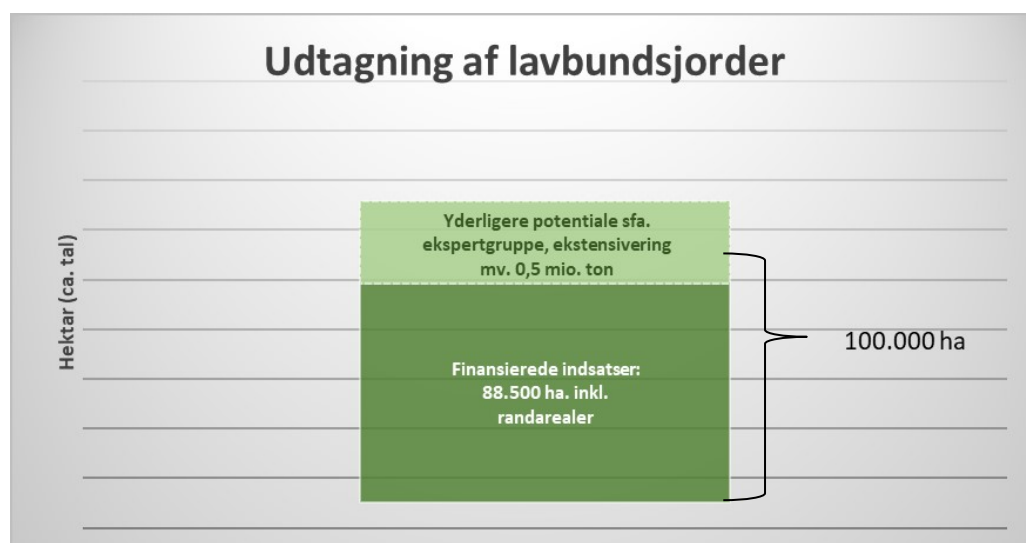 Udtagning af lavbundsjorder
Hektar (ca. tal)
Yderligere potentiale sfa.
ekspertgruppe, ekstensivering
mv. 0,5 mio. ton
Finansierede indsatser:
88.500 ha. inkl.
randarealer
100.000 ha